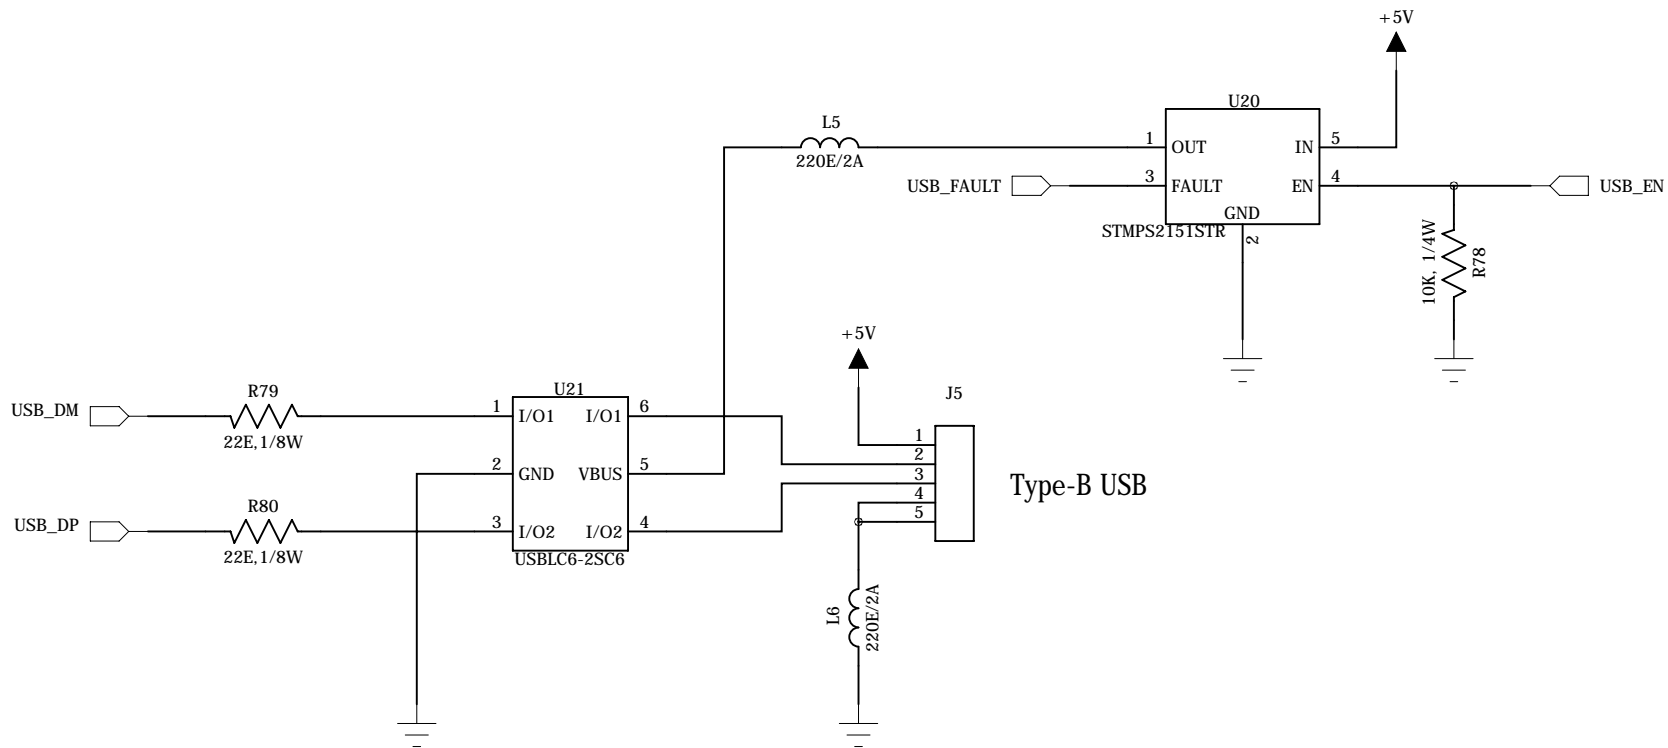 +5V
U20
L5
220E/2A
1
OUT
IN
5
USB_FAULT
3
FAULT
EN
4
USB_EN
GND
2
STMPS2151STR
10K, 1/4W
R78
+5V
J5
U21
R79
USB_DM
22E,1/8W
1
I/O1
I/O1
6
2
GND
VBUS
5
R80
USB_DP
22E,1/8W
3
I/O2
I/O2
4
USBLC6-2SC6
1
2
3
4
5
Type-B USB
L6
220E/2A